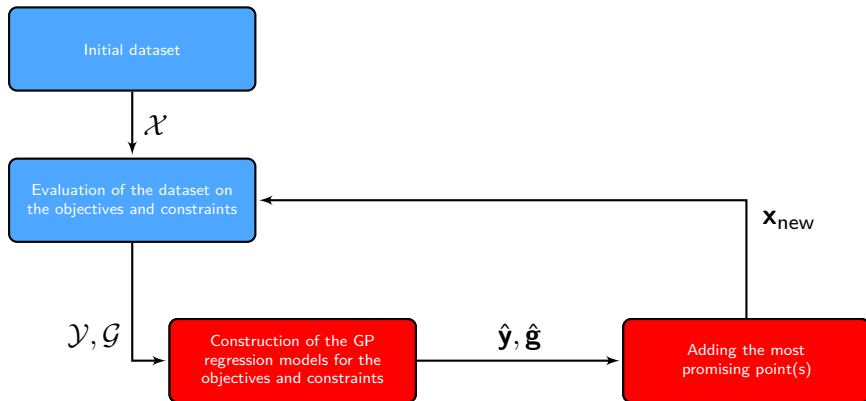 Initial dataset
𝒳
Evaluation of the dataset on
the objectives and constraints
x_new
𝒴, 𝒢
Construction of the GP
regression models for the
objectives and constraints
ŷ, ĝ
Adding the most
promising point(s)